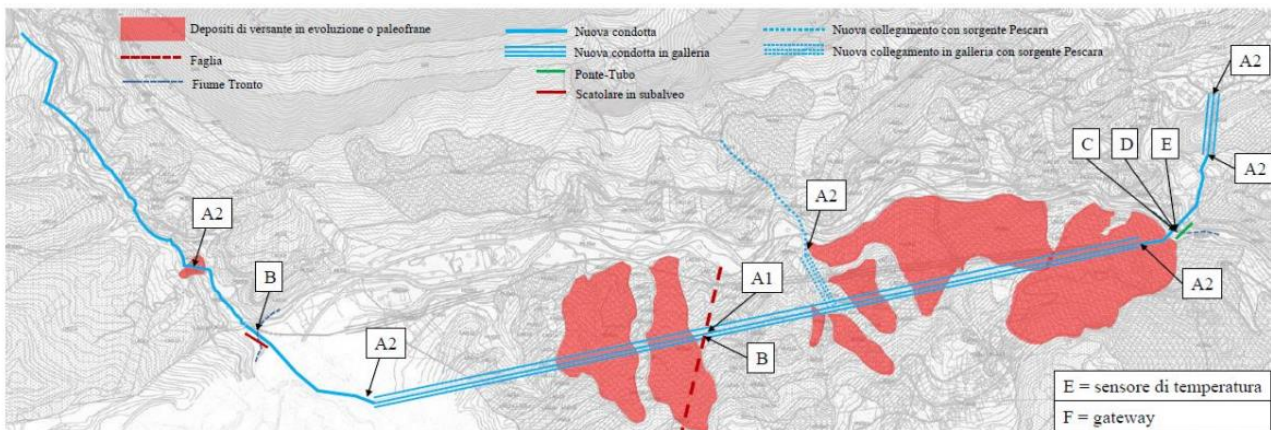 Depositi di versante in evoluzione o paleofrane
Faglia
Fiume Tronto
Nuova condotta
Nuova condotta in galleria
Nuova collegamento con sorgente Pescara
Nuova collegamento in galleria con sorgente Pescara
Ponte-Tubo
Scatolare in subalveo
A2
C
D
E
A2
A2
A2
B
A1
A2
A2
B
E = sensore di temperatura
F = gateway